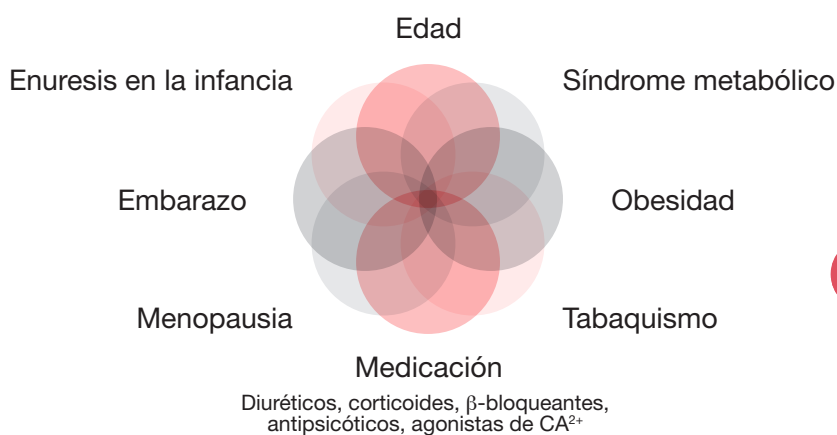 Edad
Enuresis en la infancia
Síndrome metabólico
Embarazo
Obesidad
Menopausia
Tabaquismo
Medicación
Diuréticos, corticoides, β-bloqueantes,
antipsicóticos, agonistas de CA²⁺